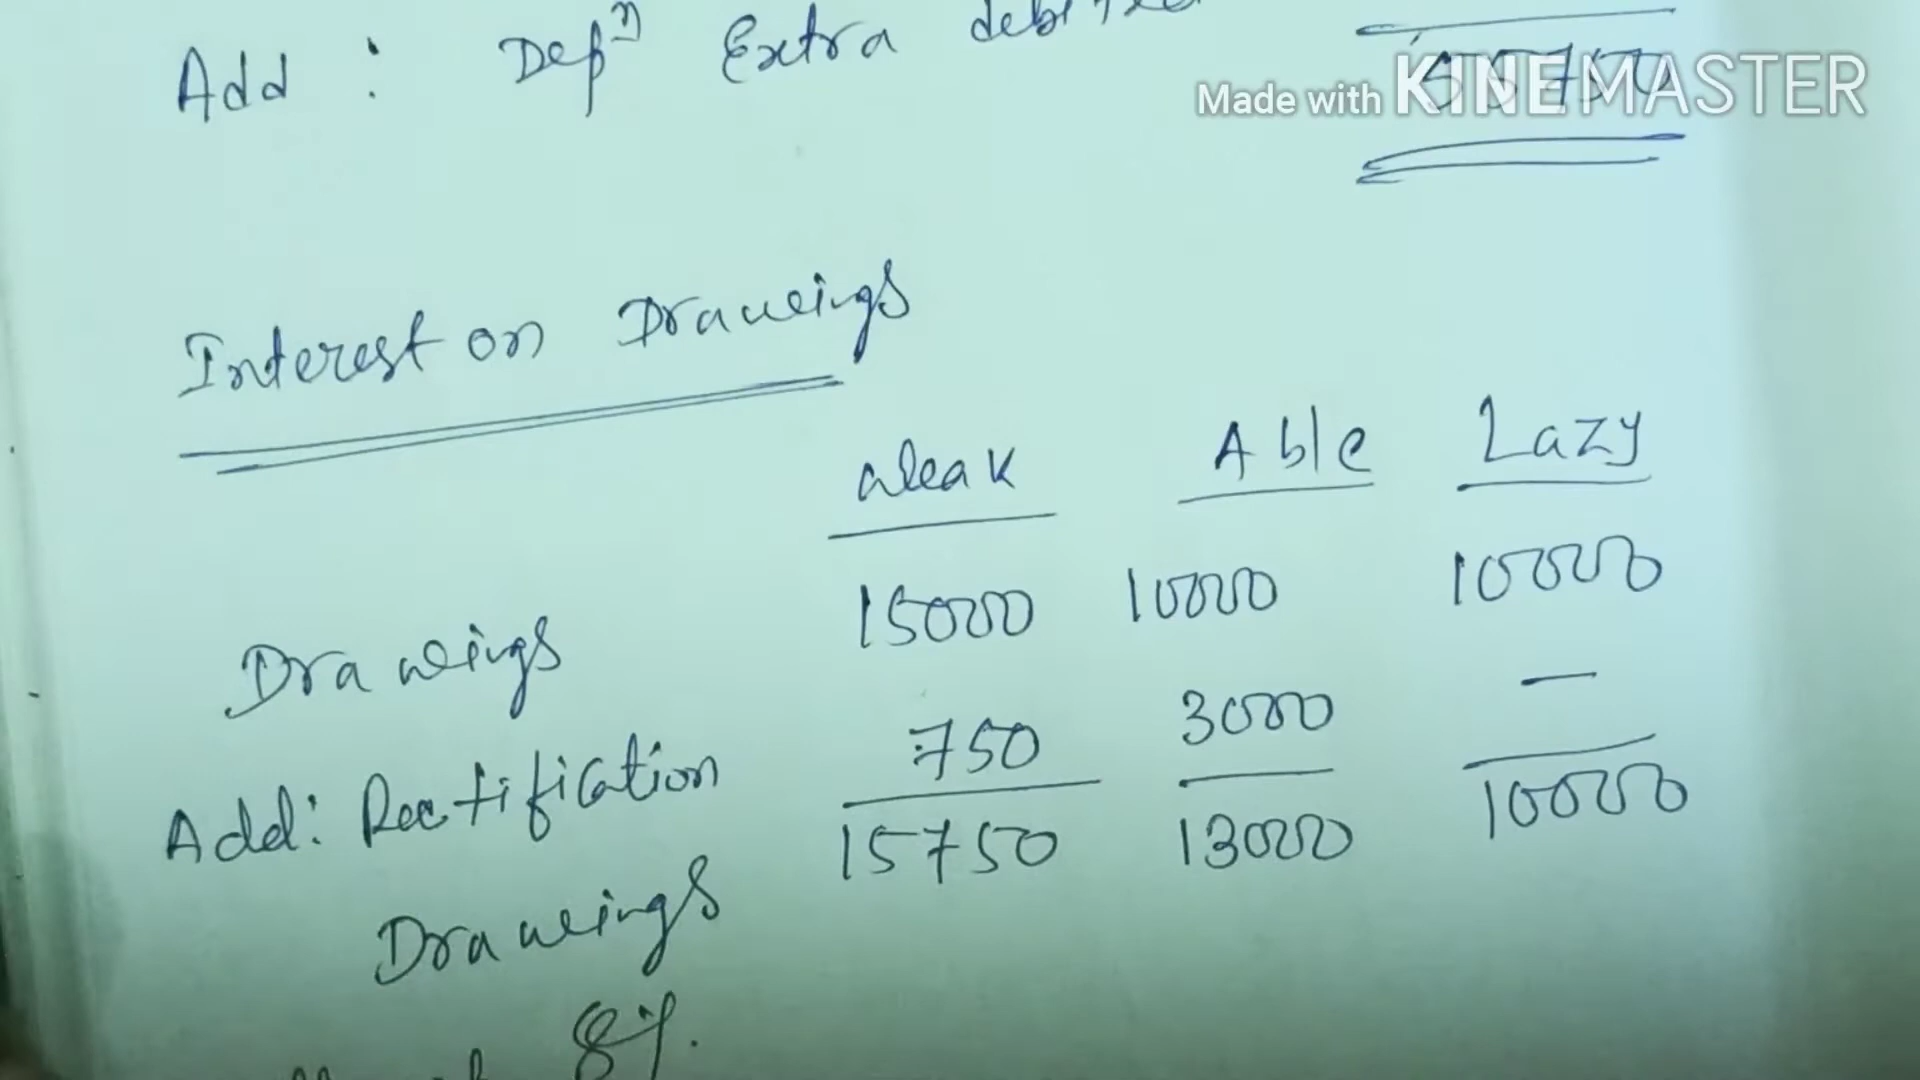 Add : Depn Extra debited
Made with KINEMASTER
Interest on Drawings
Weak Able Lazy
Drawings 15000 10000 10000
Add: Rectification 750 3000 —
Drawings 15750 13000 10000
8%.